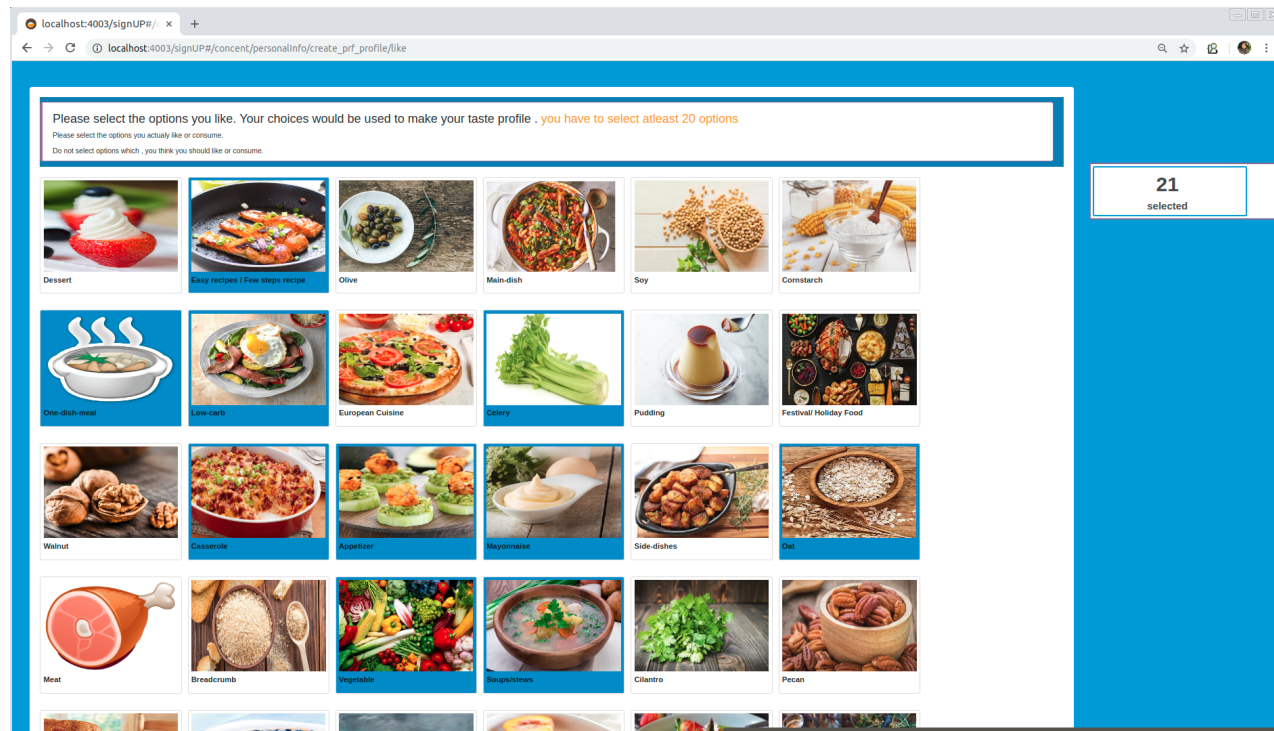 localhost:4003/signUP#/c
localhost:4003/signUP#/concent/personalInfo/create_prf_profile/like
Please select the options you like. Your choices would be used to make your taste profile . you have to select atleast 20 options
Please select the options you actualy like or consume.
Do not select options which , you think you should like or consume.
21
selected
Dessert
Easy recipes / Few steps recipe
Olive
Main-dish
Soy
Cornstarch
One-dish-meal
Low-carb
European Cuisine
Celery
Pudding
Festival/ Holiday Food
Walnut
Casserole
Appetizer
Mayonnaise
Side-dishes
Oat
Meat
Breadcrumb
Vegetable
Soups/stews
Cilantro
Pecan